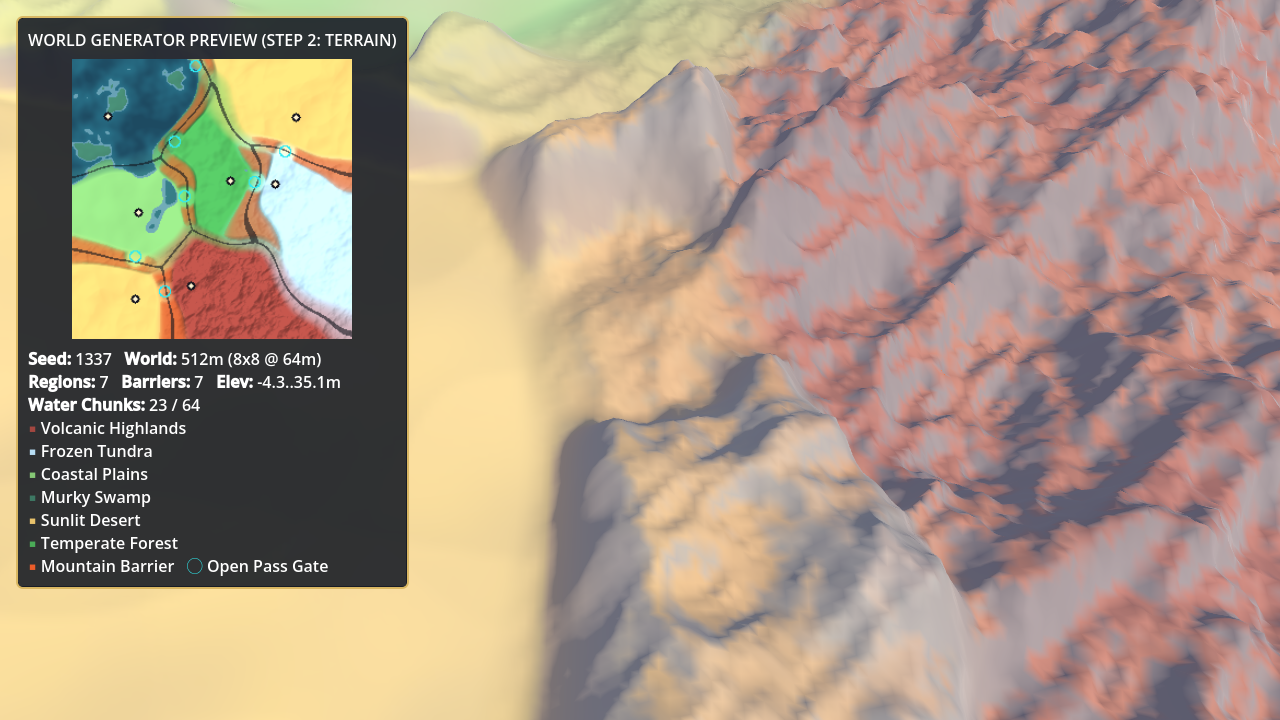 WORLD GENERATOR PREVIEW (STEP 2: TERRAIN)
Seed: 1337 World: 512m (8x8 @ 64m)
Regions: 7 Barriers: 7 Elev: -4.3..35.1m
Water Chunks: 23 / 64
Volcanic Highlands
Frozen Tundra
Coastal Plains
Murky Swamp
Sunlit Desert
Temperate Forest
Mountain Barrier Open Pass Gate